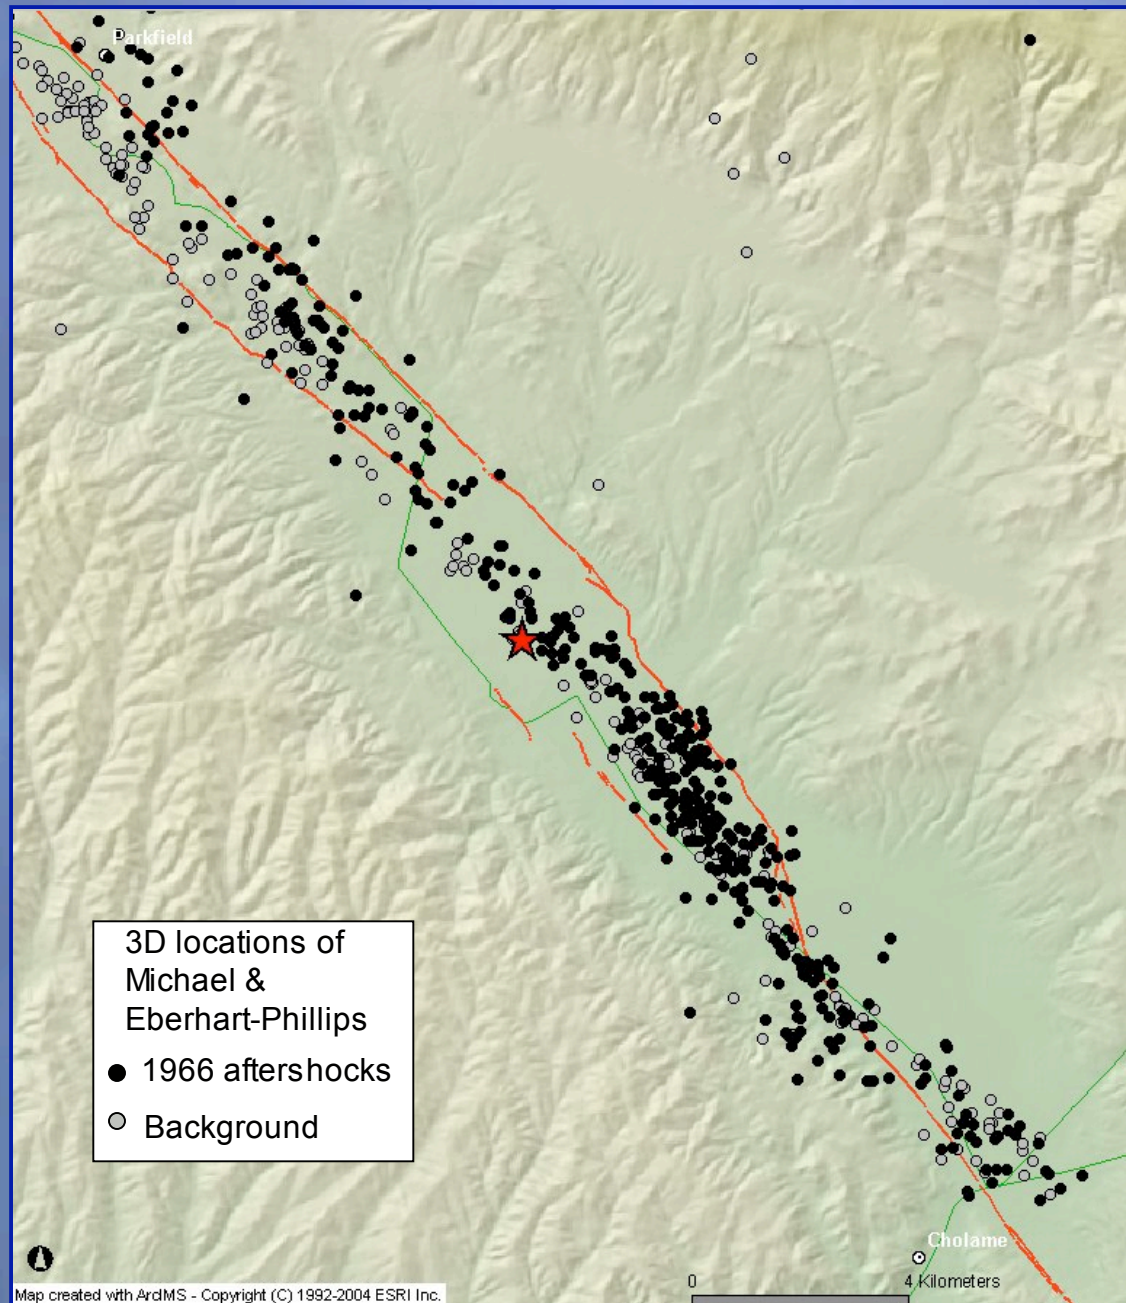 Parkfield
3D locations of
Michael &
Eberhart-Phillips
1966 aftershocks
Background
Cholame
0 4 Kilometers
Map created with ArcIMS - Copyright (C) 1992-2004 ESRI Inc.